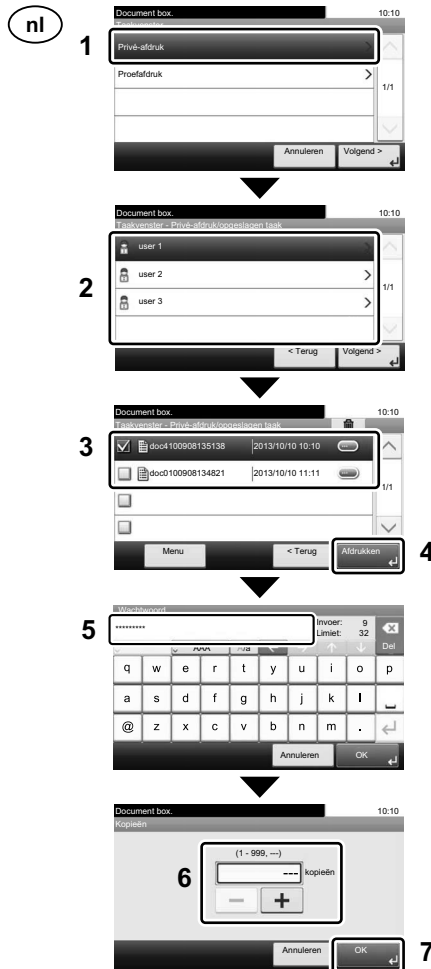 nl
Document box. 10:10
Taakvenster
1
Privé-afdruk
Proefafdruk
1/1
Annuleren Volgend >
Document box. 10:10
Taakvenster - Privé-afdruk/opgeslagen taak
2
user 1
user 2
user 3
1/1
< Terug Volgend >
Document box. 10:10
Taakvenster - Privé-afdruk/opgeslagen taak
3
doc4100908135138 2013/10/10 10:10
doc0100908134821 2013/10/10 11:11
1/1
Menu < Terug Afdrukken 4
Wachtwoord
5
********* Invoer: 9
Limiet: 32
Del
q w e r t y u i o p
a s d f g h j k l
@ z x c v b n m .
Annuleren OK
Document box. 10:10
Kopieën
(1 - 999, ---)
6
--- kopieën
− +
Annuleren OK 7